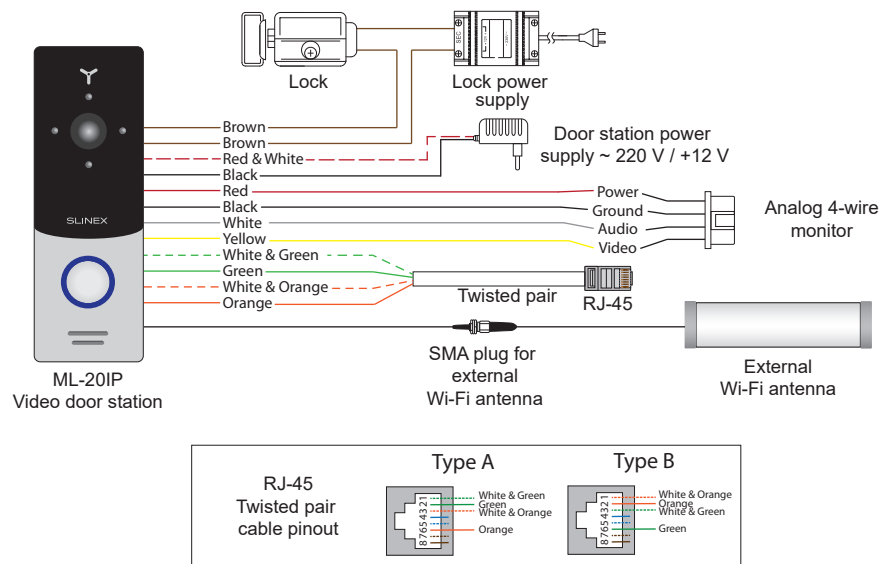 Lock
Lock power
supply
SEC
Brown
Brown
Red & White
Black
Door station power
supply ~ 220 V / +12 V
Red
Black
White
Yellow
Power
Ground
Audio
Video
Analog 4-wire
monitor
SLINEX
White & Green
Green
White & Orange
Orange
Twisted pair
RJ-45
SMA plug for
external
Wi-Fi antenna
External
Wi-Fi antenna
ML-20IP
Video door station
RJ-45
Twisted pair
cable pinout
Type A
87654321
White & Green
Green
White & Orange
Orange
Type B
87654321
White & Orange
Orange
White & Green
Green